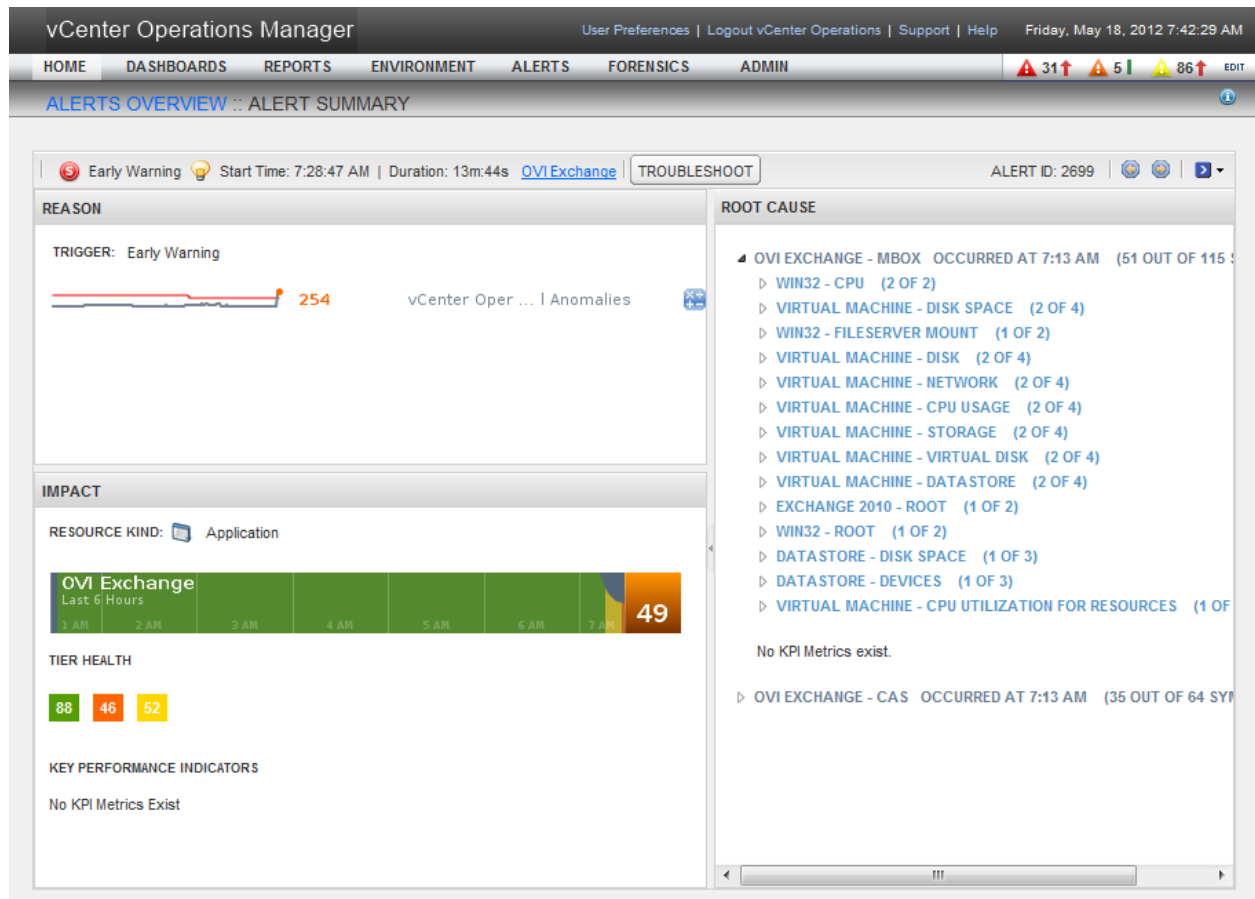 vCenter Operations Manager
User Preferences | Logout vCenter Operations | Support | Help
Friday, May 18, 2012 7:42:29 AM
HOME DASHBOARDS REPORTS ENVIRONMENT ALERTS FORENSICS ADMIN
31 5 86 EDIT
ALERTS OVERVIEW :: ALERT SUMMARY
S Early Warning Start Time: 7:28:47 AM | Duration: 13m:44s OVI Exchange TROUBLESHOOT
ALERT ID: 2699
REASON
TRIGGER: Early Warning
254 vCenter Oper ... l Anomalies
IMPACT
RESOURCE KIND: Application
OVI Exchange
Last 6 Hours
1 AM 2 AM 3 AM 4 AM 5 AM 6 AM 7 AM
49
TIER HEALTH
88 46 52
KEY PERFORMANCE INDICATORS
No KPI Metrics Exist
ROOT CAUSE
OVI EXCHANGE - MBOX OCCURRED AT 7:13 AM (51 OUT OF 115
WIN32 - CPU (2 OF 2)
VIRTUAL MACHINE - DISK SPACE (2 OF 4)
WIN32 - FILESERVER MOUNT (1 OF 2)
VIRTUAL MACHINE - DISK (2 OF 4)
VIRTUAL MACHINE - NETWORK (2 OF 4)
VIRTUAL MACHINE - CPU USAGE (2 OF 4)
VIRTUAL MACHINE - STORAGE (2 OF 4)
VIRTUAL MACHINE - VIRTUAL DISK (2 OF 4)
VIRTUAL MACHINE - DATASTORE (2 OF 4)
EXCHANGE 2010 - ROOT (1 OF 2)
WIN32 - ROOT (1 OF 2)
DATASTORE - DISK SPACE (1 OF 3)
DATASTORE - DEVICES (1 OF 3)
VIRTUAL MACHINE - CPU UTILIZATION FOR RESOURCES (1 OF
No KPI Metrics exist.
OVI EXCHANGE - CAS OCCURRED AT 7:13 AM (35 OUT OF 64